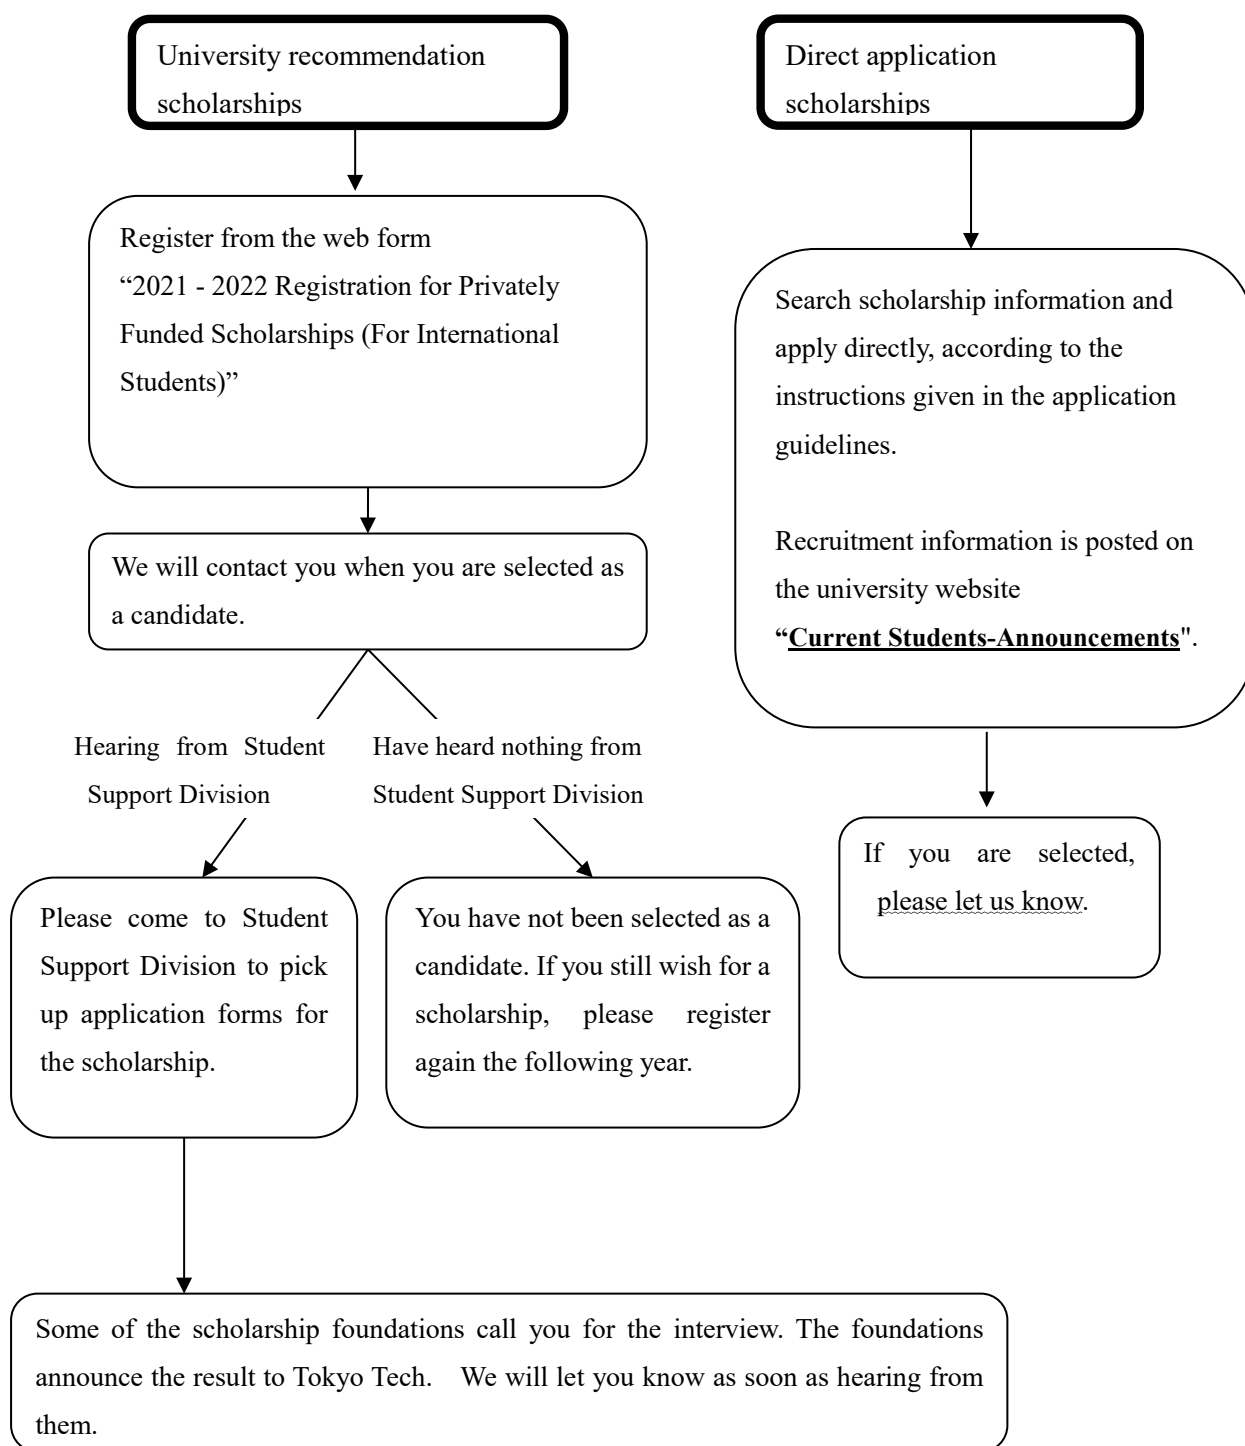 University recommendation
scholarships
Register from the web form
“2021 - 2022 Registration for Privately
Funded Scholarships (For International
Students)”
We will contact you when you are selected as
a candidate.
Hearing from Student
Support Division
Have heard nothing from
Student Support Division
Please come to Student
Support Division to pick
up application forms for
the scholarship.
You have not been selected as a
candidate. If you still wish for a
scholarship, please register
again the following year.
Some of the scholarship foundations call you for the interview. The foundations
announce the result to Tokyo Tech. We will let you know as soon as hearing from
them.
Direct application
scholarships
Search scholarship information and
apply directly, according to the
instructions given in the application
guidelines.
Recruitment information is posted on
the university website
“Current Students-Announcements".
If you are selected,
please let us know.